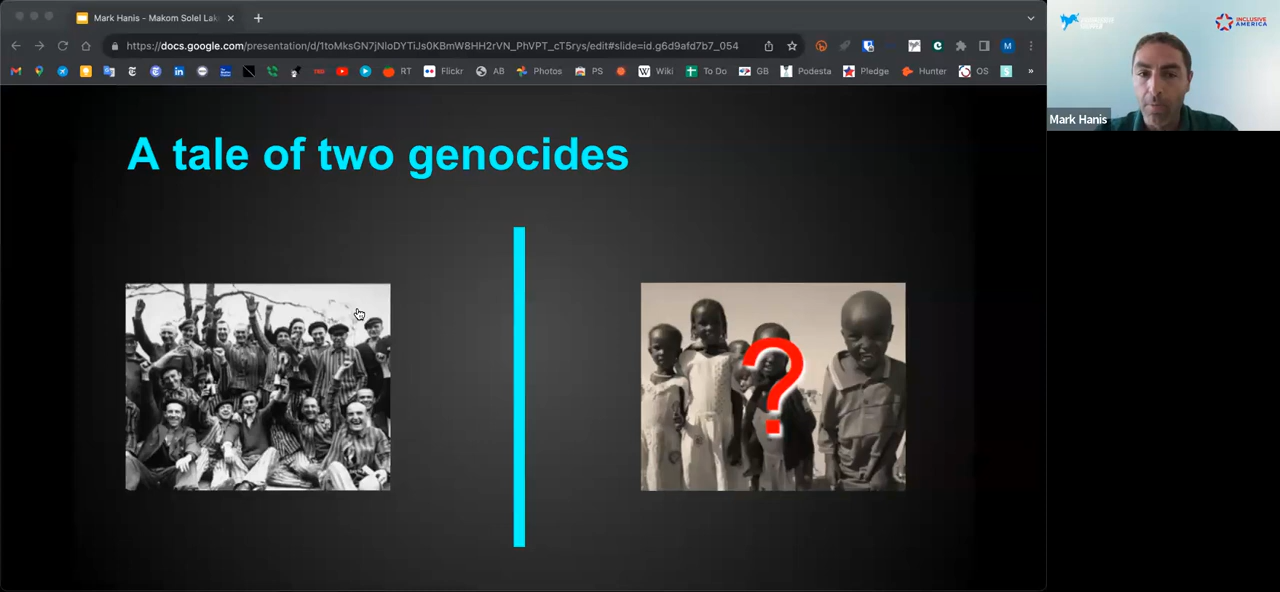 Mark Hanis - Makom Solel Lak
https://docs.google.com/presentation/d/1toMksGN7jNloDYTiJs0KBmW8HH2rVN_PhVPT_cT5rys/edit#slide=id.g6d9afd7b7_054
M
RT
Flickr
AB
Photos
PS
Wiki
To Do
GB
Podesta
Pledge
Hunter
OS
»
INCLUSIVE
AMERICA
Mark Hanis
A tale of two genocides
?